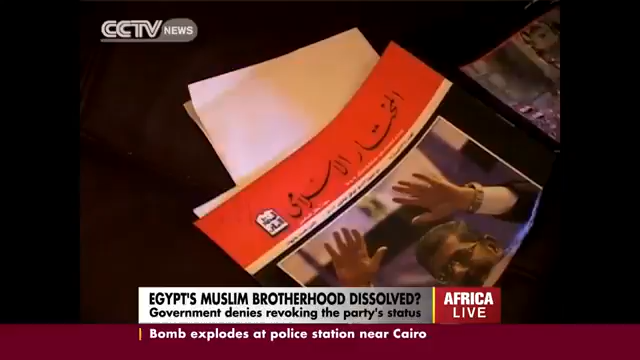 CCTV NEWS
المختار الإسلامي
EGYPT'S MUSLIM BROTHERHOOD DISSOLVED?
Government denies revoking the party's status
AFRICA
LIVE
Bomb explodes at police station near Cairo